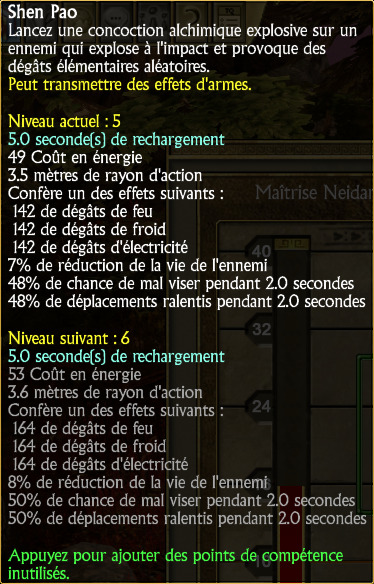 Shen Pao
Lancez une concoction alchimique explosive sur un
ennemi qui explose à l'impact et provoque des
dégâts élémentaires aléatoires.
Peut transmettre des effets d'armes.
Niveau actuel : 5
5.0 seconde(s) de rechargement
49 Coût en énergie
3.5 mètres de rayon d'action
Confère un des effets suivants :
142 de dégâts de feu
142 de dégâts de froid
142 de dégâts d'électricité
7% de réduction de la vie de l'ennemi
48% de chance de mal viser pendant 2.0 secondes
48% de déplacements ralentis pendant 2.0 secondes
Niveau suivant : 6
5.0 seconde(s) de rechargement
53 Coût en énergie
3.6 mètres de rayon d'action
Confère un des effets suivants :
164 de dégâts de feu
164 de dégâts de froid
164 de dégâts d'électricité
8% de réduction de la vie de l'ennemi
50% de chance de mal viser pendant 2.0 secondes
50% de déplacements ralentis pendant 2.0 secondes
Appuyez pour ajouter des points de compétence
inutilisés.
Maîtrise Neidan
40
32
24
16